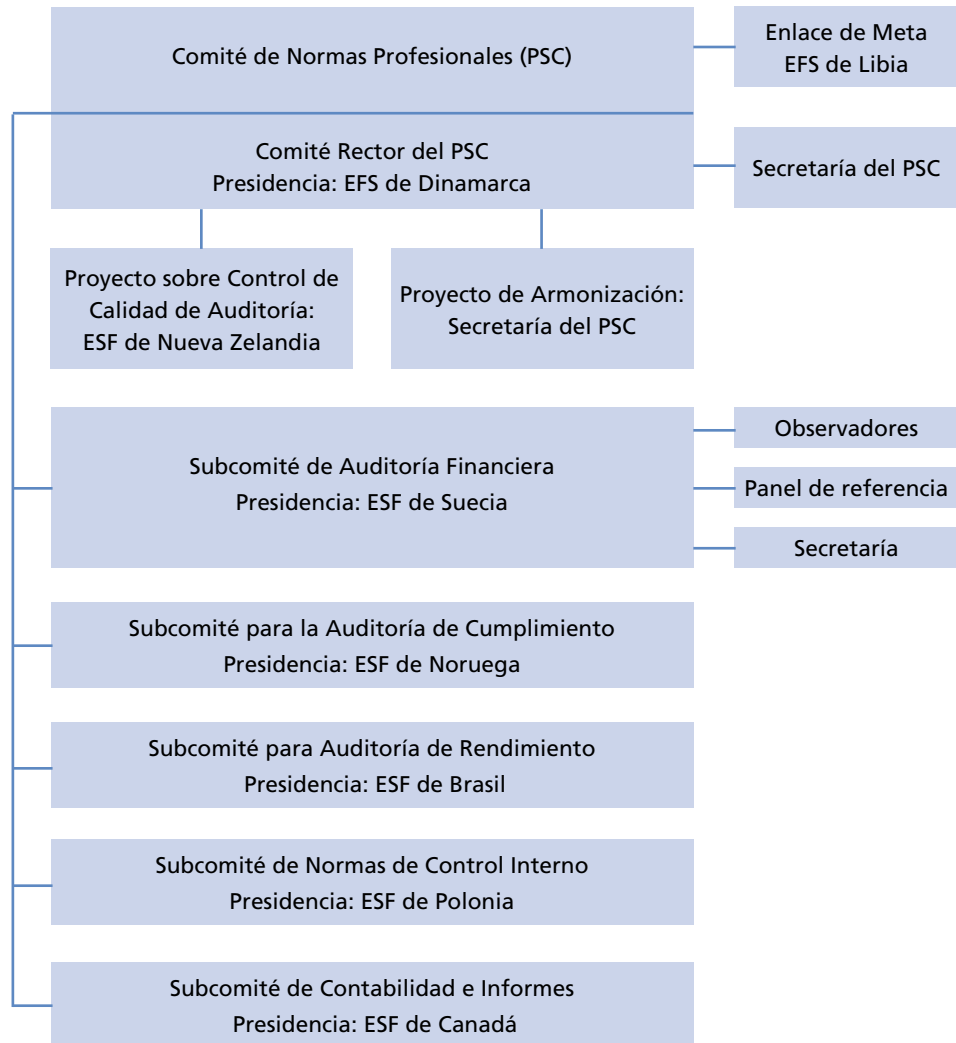 Comité de Normas Profesionales (PSC)
Enlace de Meta
EFS de Libia
Comité Rector del PSC
Presidencia: EFS de Dinamarca
Secretaría del PSC
Proyecto sobre Control de
Calidad de Auditoría:
ESF de Nueva Zelandia
Proyecto de Armonización:
Secretaría del PSC
Subcomité de Auditoría Financiera
Presidencia: ESF de Suecia
Observadores
Panel de referencia
Secretaría
Subcomité para la Auditoría de Cumplimiento
Presidencia: ESF de Noruega
Subcomité para Auditoría de Rendimiento
Presidencia: ESF de Brasil
Subcomité de Normas de Control Interno
Presidencia: ESF de Polonia
Subcomité de Contabilidad e Informes
Presidencia: ESF de Canadá